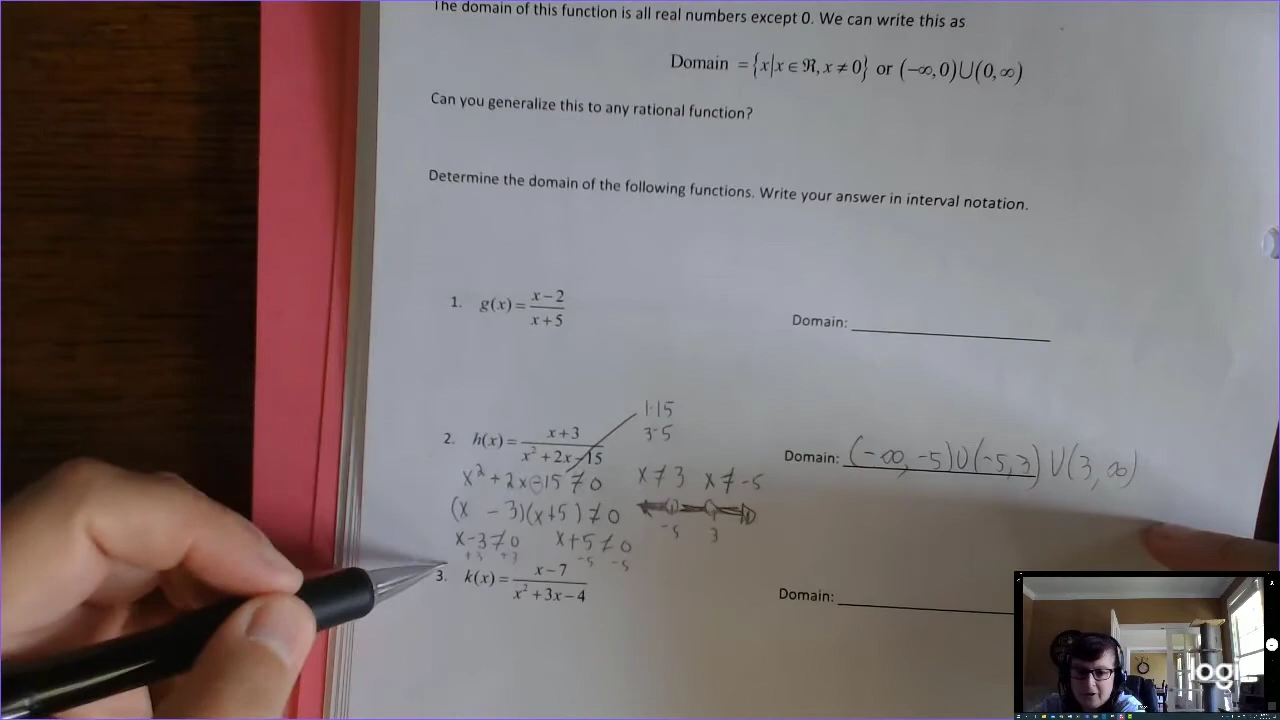 The domain of this function is all real numbers except 0. We can write this as
Domain = {x|x ∈ ℜ, x ≠ 0} or (−∞, 0)∪(0, ∞)
Can you generalize this to any rational function?
Determine the domain of the following functions. Write your answer in interval notation.
1. g(x) = (x−2)/(x+5)
Domain: ____
1·15
3·5
2. h(x) = (x+3)/(x²+2x−15)
Domain: (-∞, -5)∪(-5, 3)∪(3, ∞)
x² + 2x - 15 ≠ 0 x ≠ 3 x ≠ -5
(x - 3)(x + 5) ≠ 0
-5 3
x - 3 ≠ 0 x + 5 ≠ 0
+3 +3 -5 -5
3. k(x) = (x−7)/(x²+3x−4)
Domain: ____
logi